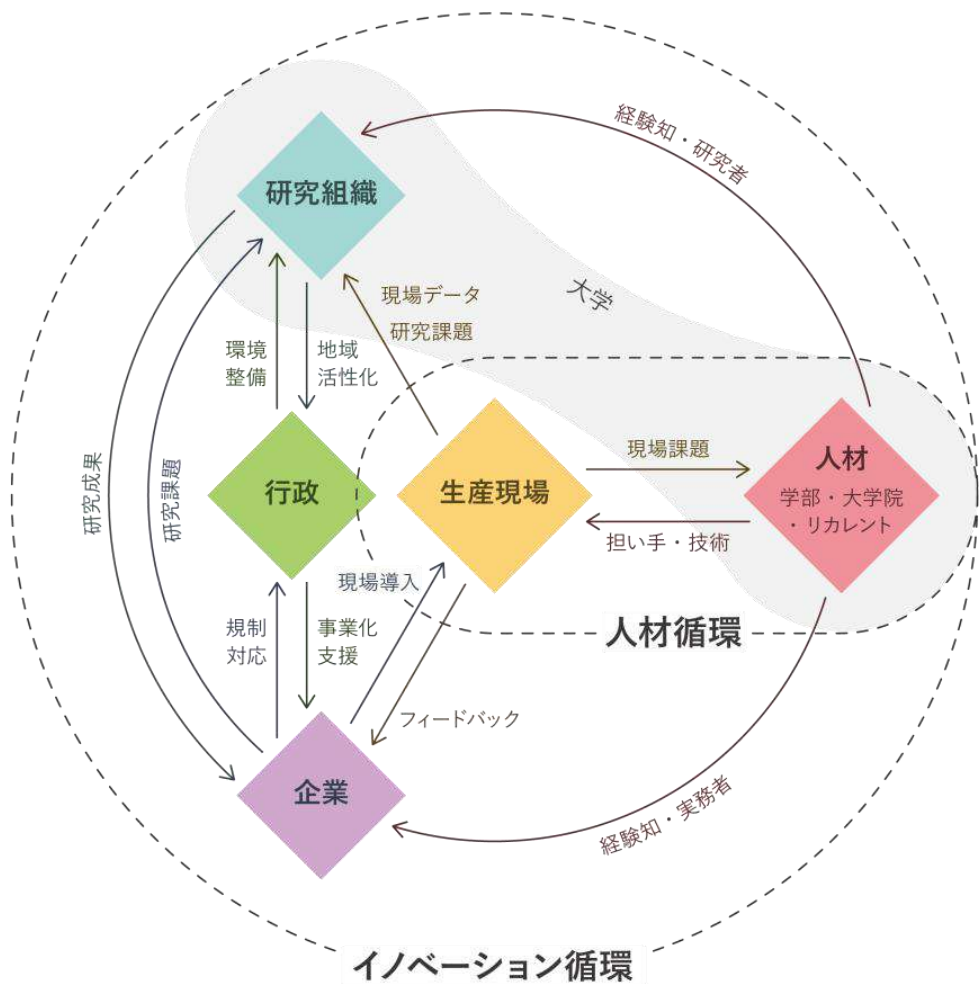 経験知・研究者
研究組織
大学
現場データ
研究課題
環境
整備
地域
活性化
研究成果
研究課題
行政
生産現場
現場課題
担い手・技術
人材
学部・大学院
・リカレント
現場導入
人材循環
規制
対応
事業化
支援
フィードバック
企業
経験知・実務者
イノベーション循環